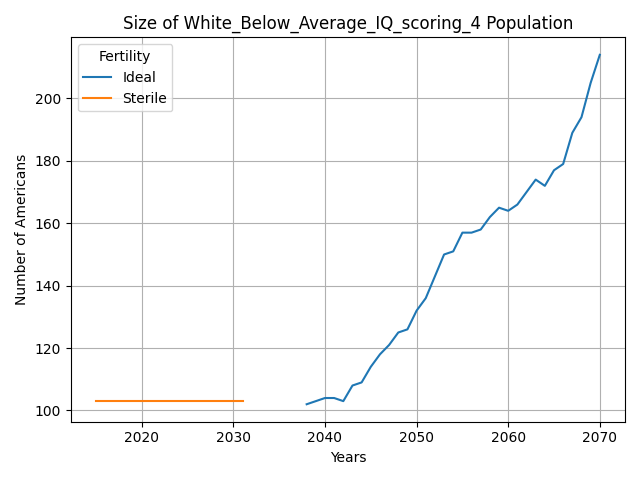 Size of White_Below_Average_IQ_scoring_4 Population
Fertility
Ideal
Sterile
Number of Americans
200
180
160
140
120
100
2020 2030 2040 2050 2060 2070
Years